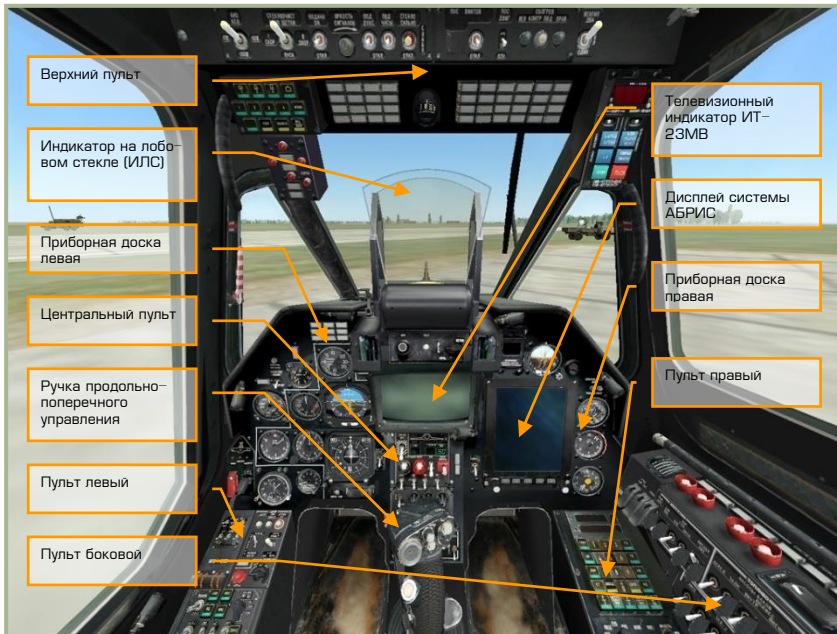 Верхний пульт
Индикатор на лобо-
вом стекле (ИЛС)
Приборная доска
левая
Центральный пульт
Ручка продольно-
поперечного
управления
Пульт левый
Пульт боковой
Телевизионный
индикатор ИТ-
23МВ
Дисплей системы
АБРИС
Приборная доска
правая
Пульт правый